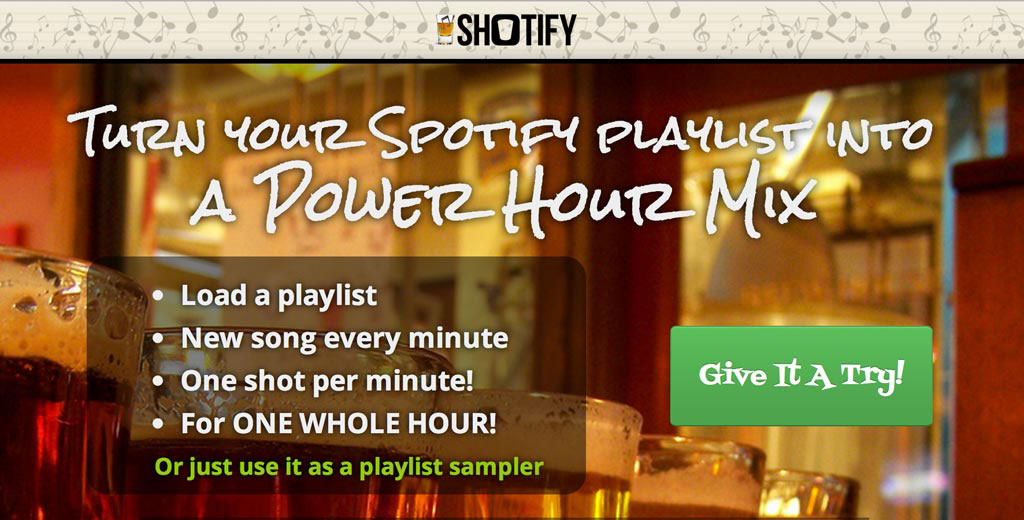 SHOTIFY
Turn your Spotify playlist into
a Power Hour Mix
• Load a playlist
• New song every minute
• One shot per minute!
• For ONE WHOLE HOUR!
Or just use it as a playlist sampler
Give It A Try!